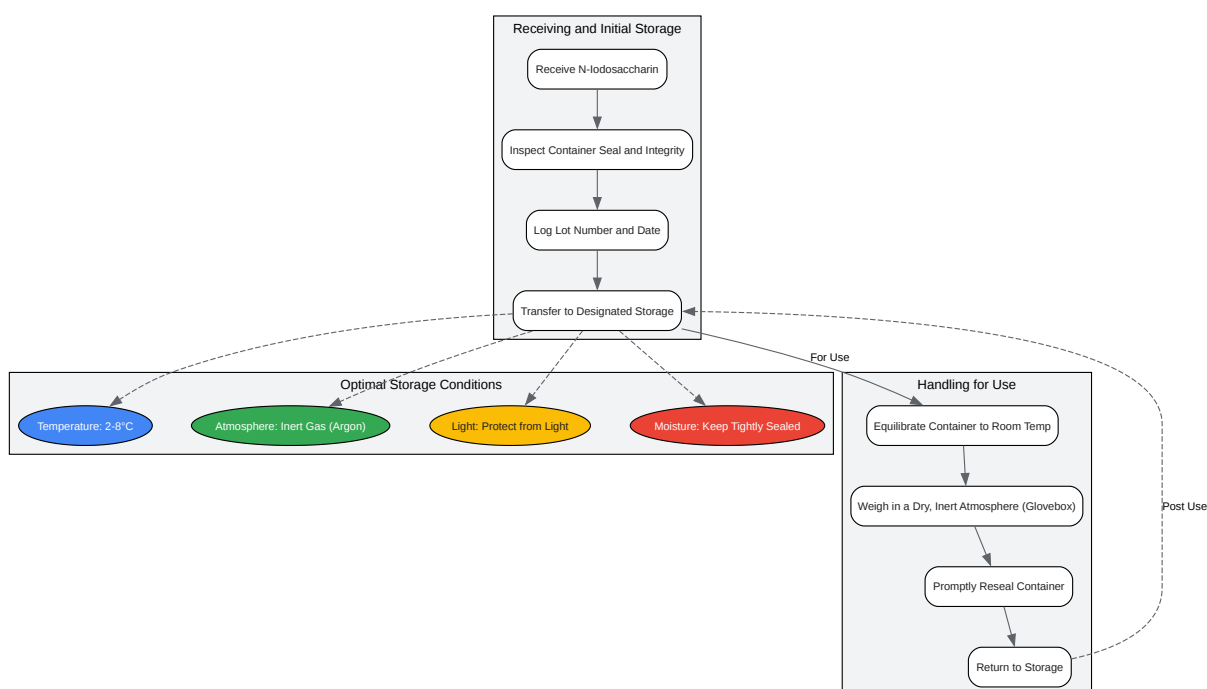 Receiving and Initial Storage
Receive N-Iodosaccharin
Inspect Container Seal and Integrity
Log Lot Number and Date
Transfer to Designated Storage
For Use
Optimal Storage Conditions
Temperature: 2-8°C
Atmosphere: Inert Gas (Argon)
Light: Protect from Light
Moisture: Keep Tightly Sealed
Handling for Use
Equilibrate Container to Room Temp
Weigh in a Dry, Inert Atmosphere (Glovebox)
Post Use
Promptly Reseal Container
Return to Storage